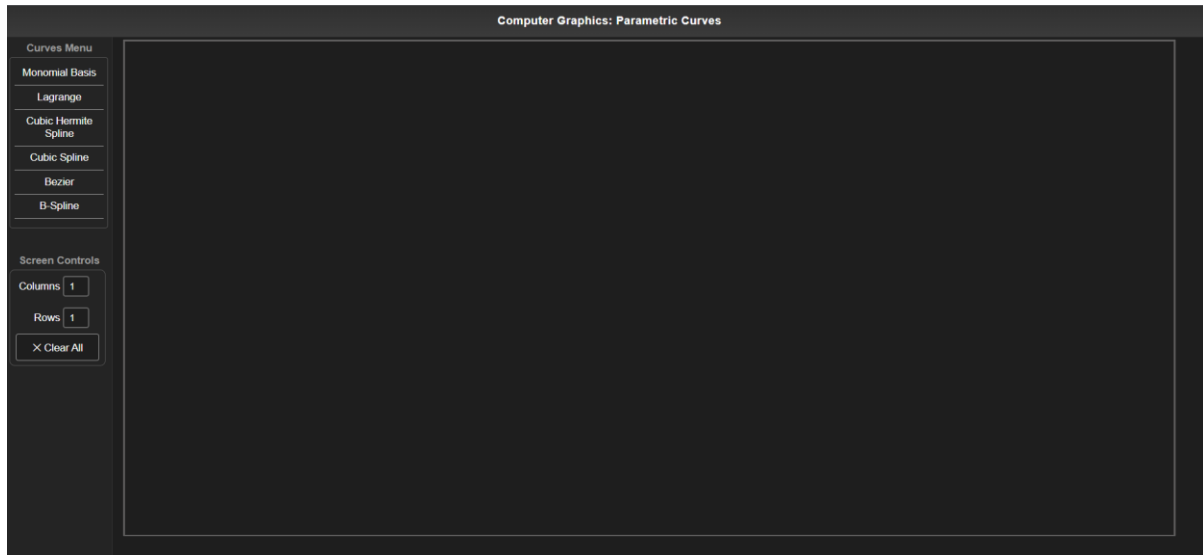 Computer Graphics: Parametric Curves
Curves Menu
Monomial Basis
Lagrange
Cubic Hermite
Spline
Cubic Spline
Bezier
B-Spline
Screen Controls
Columns 1
Rows 1
× Clear All